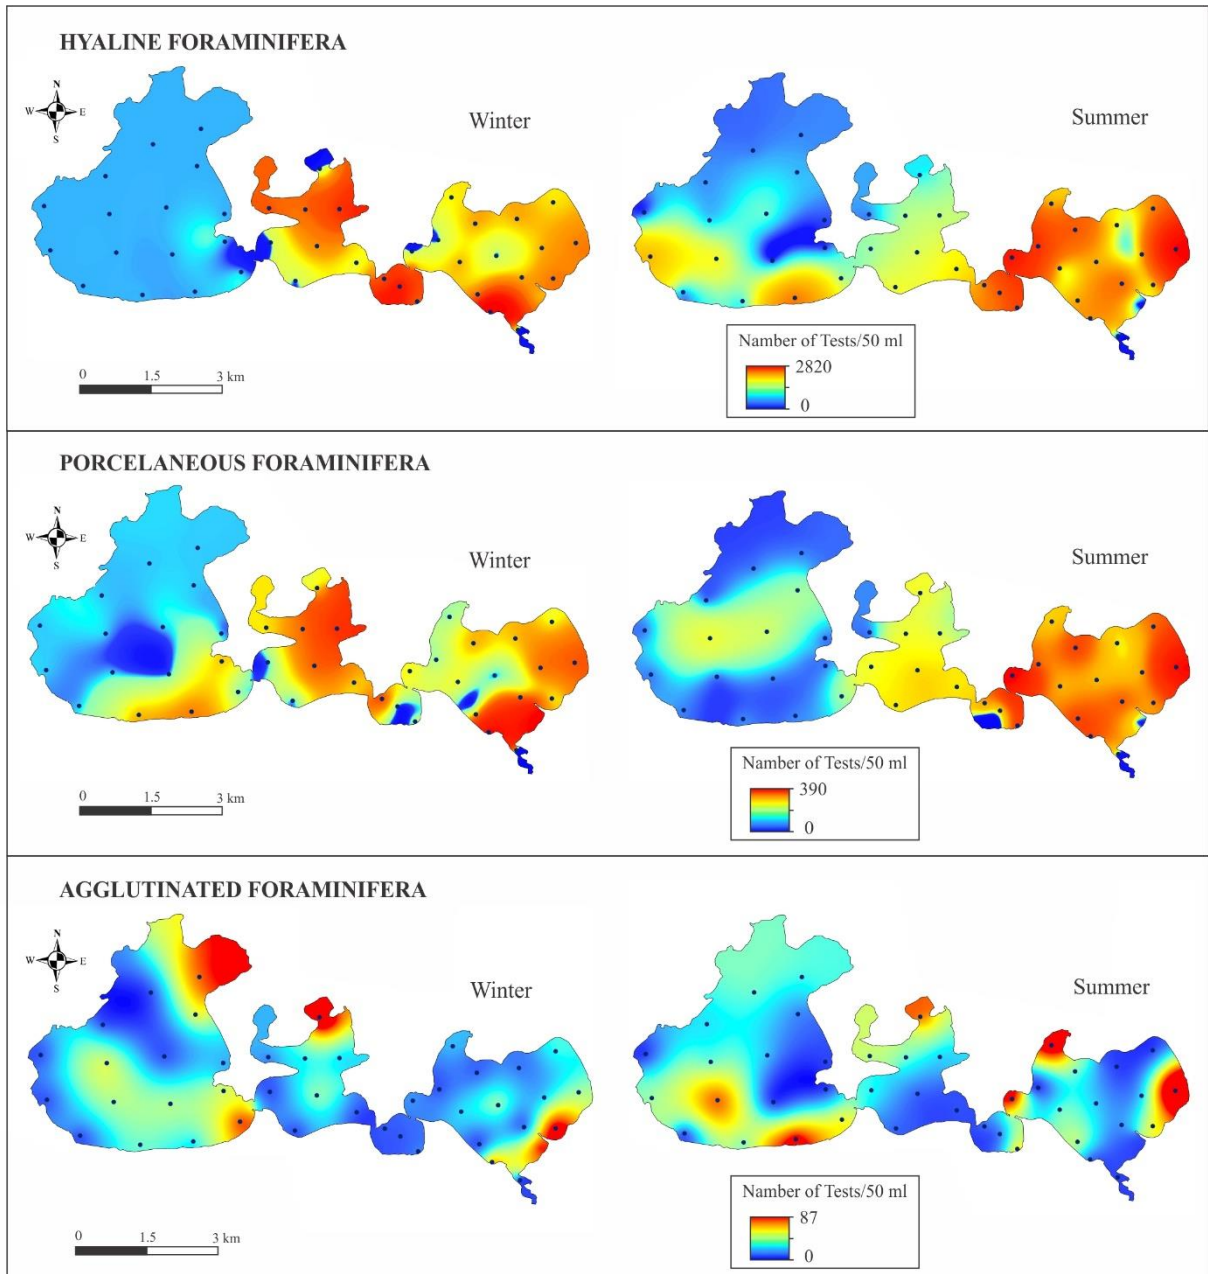 HYALINE FORAMINIFERA
N
W E
S
Winter
Summer
0 1.5 3 km
Namber of Tests/50 ml
2820
0
PORCELANEOUS FORAMINIFERA
N
W E
S
Winter
Summer
0 1.5 3 km
Namber of Tests/50 ml
390
0
AGGLUTINATED FORAMINIFERA
N
W E
S
Winter
Summer
0 1.5 3 km
Namber of Tests/50 ml
87
0